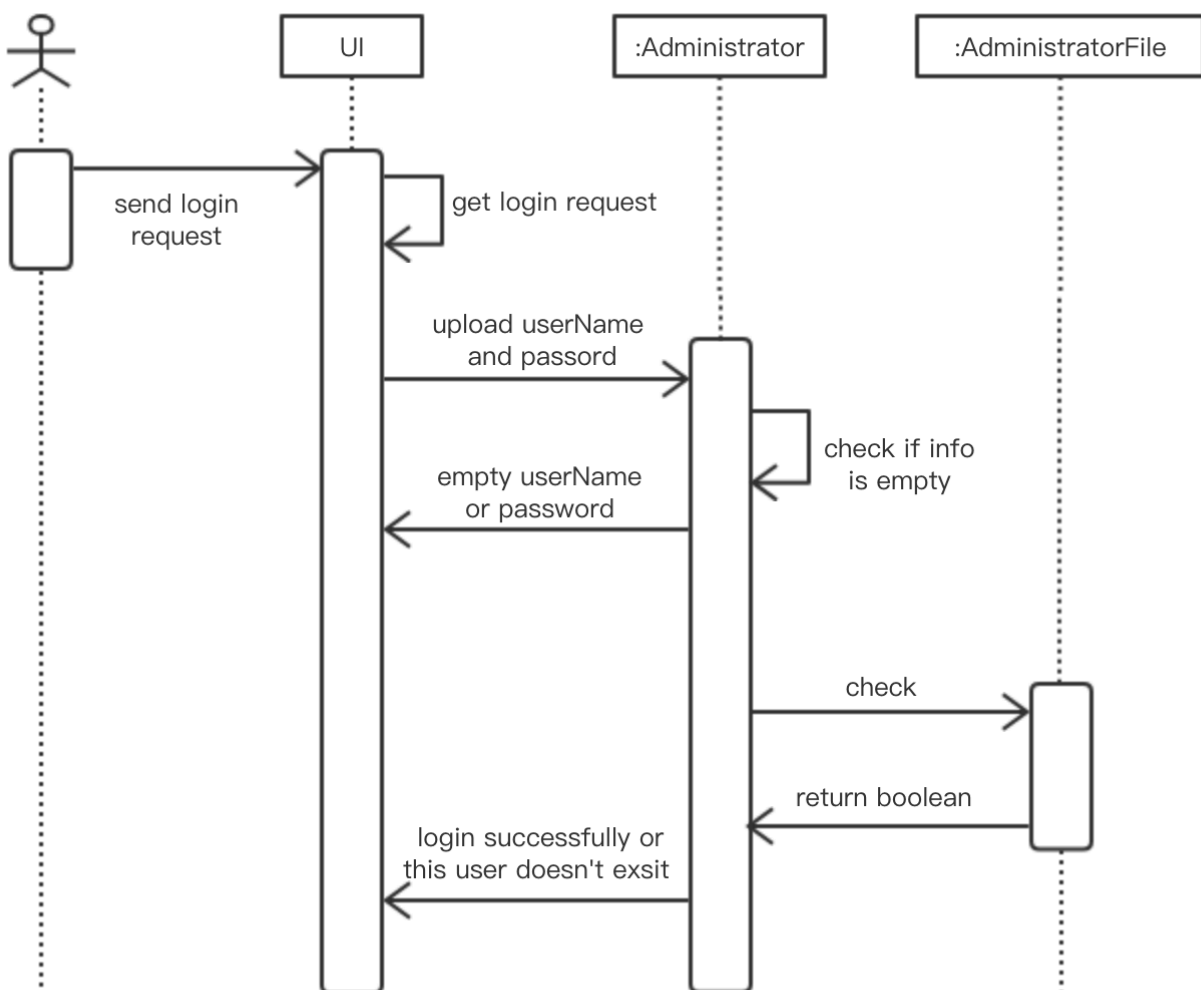 UI
:Administrator
:AdministratorFile
send login
request
get login request
upload userName
and passord
check if info
is empty
empty userName
or password
check
return boolean
login successfully or
this user doesn't exsit